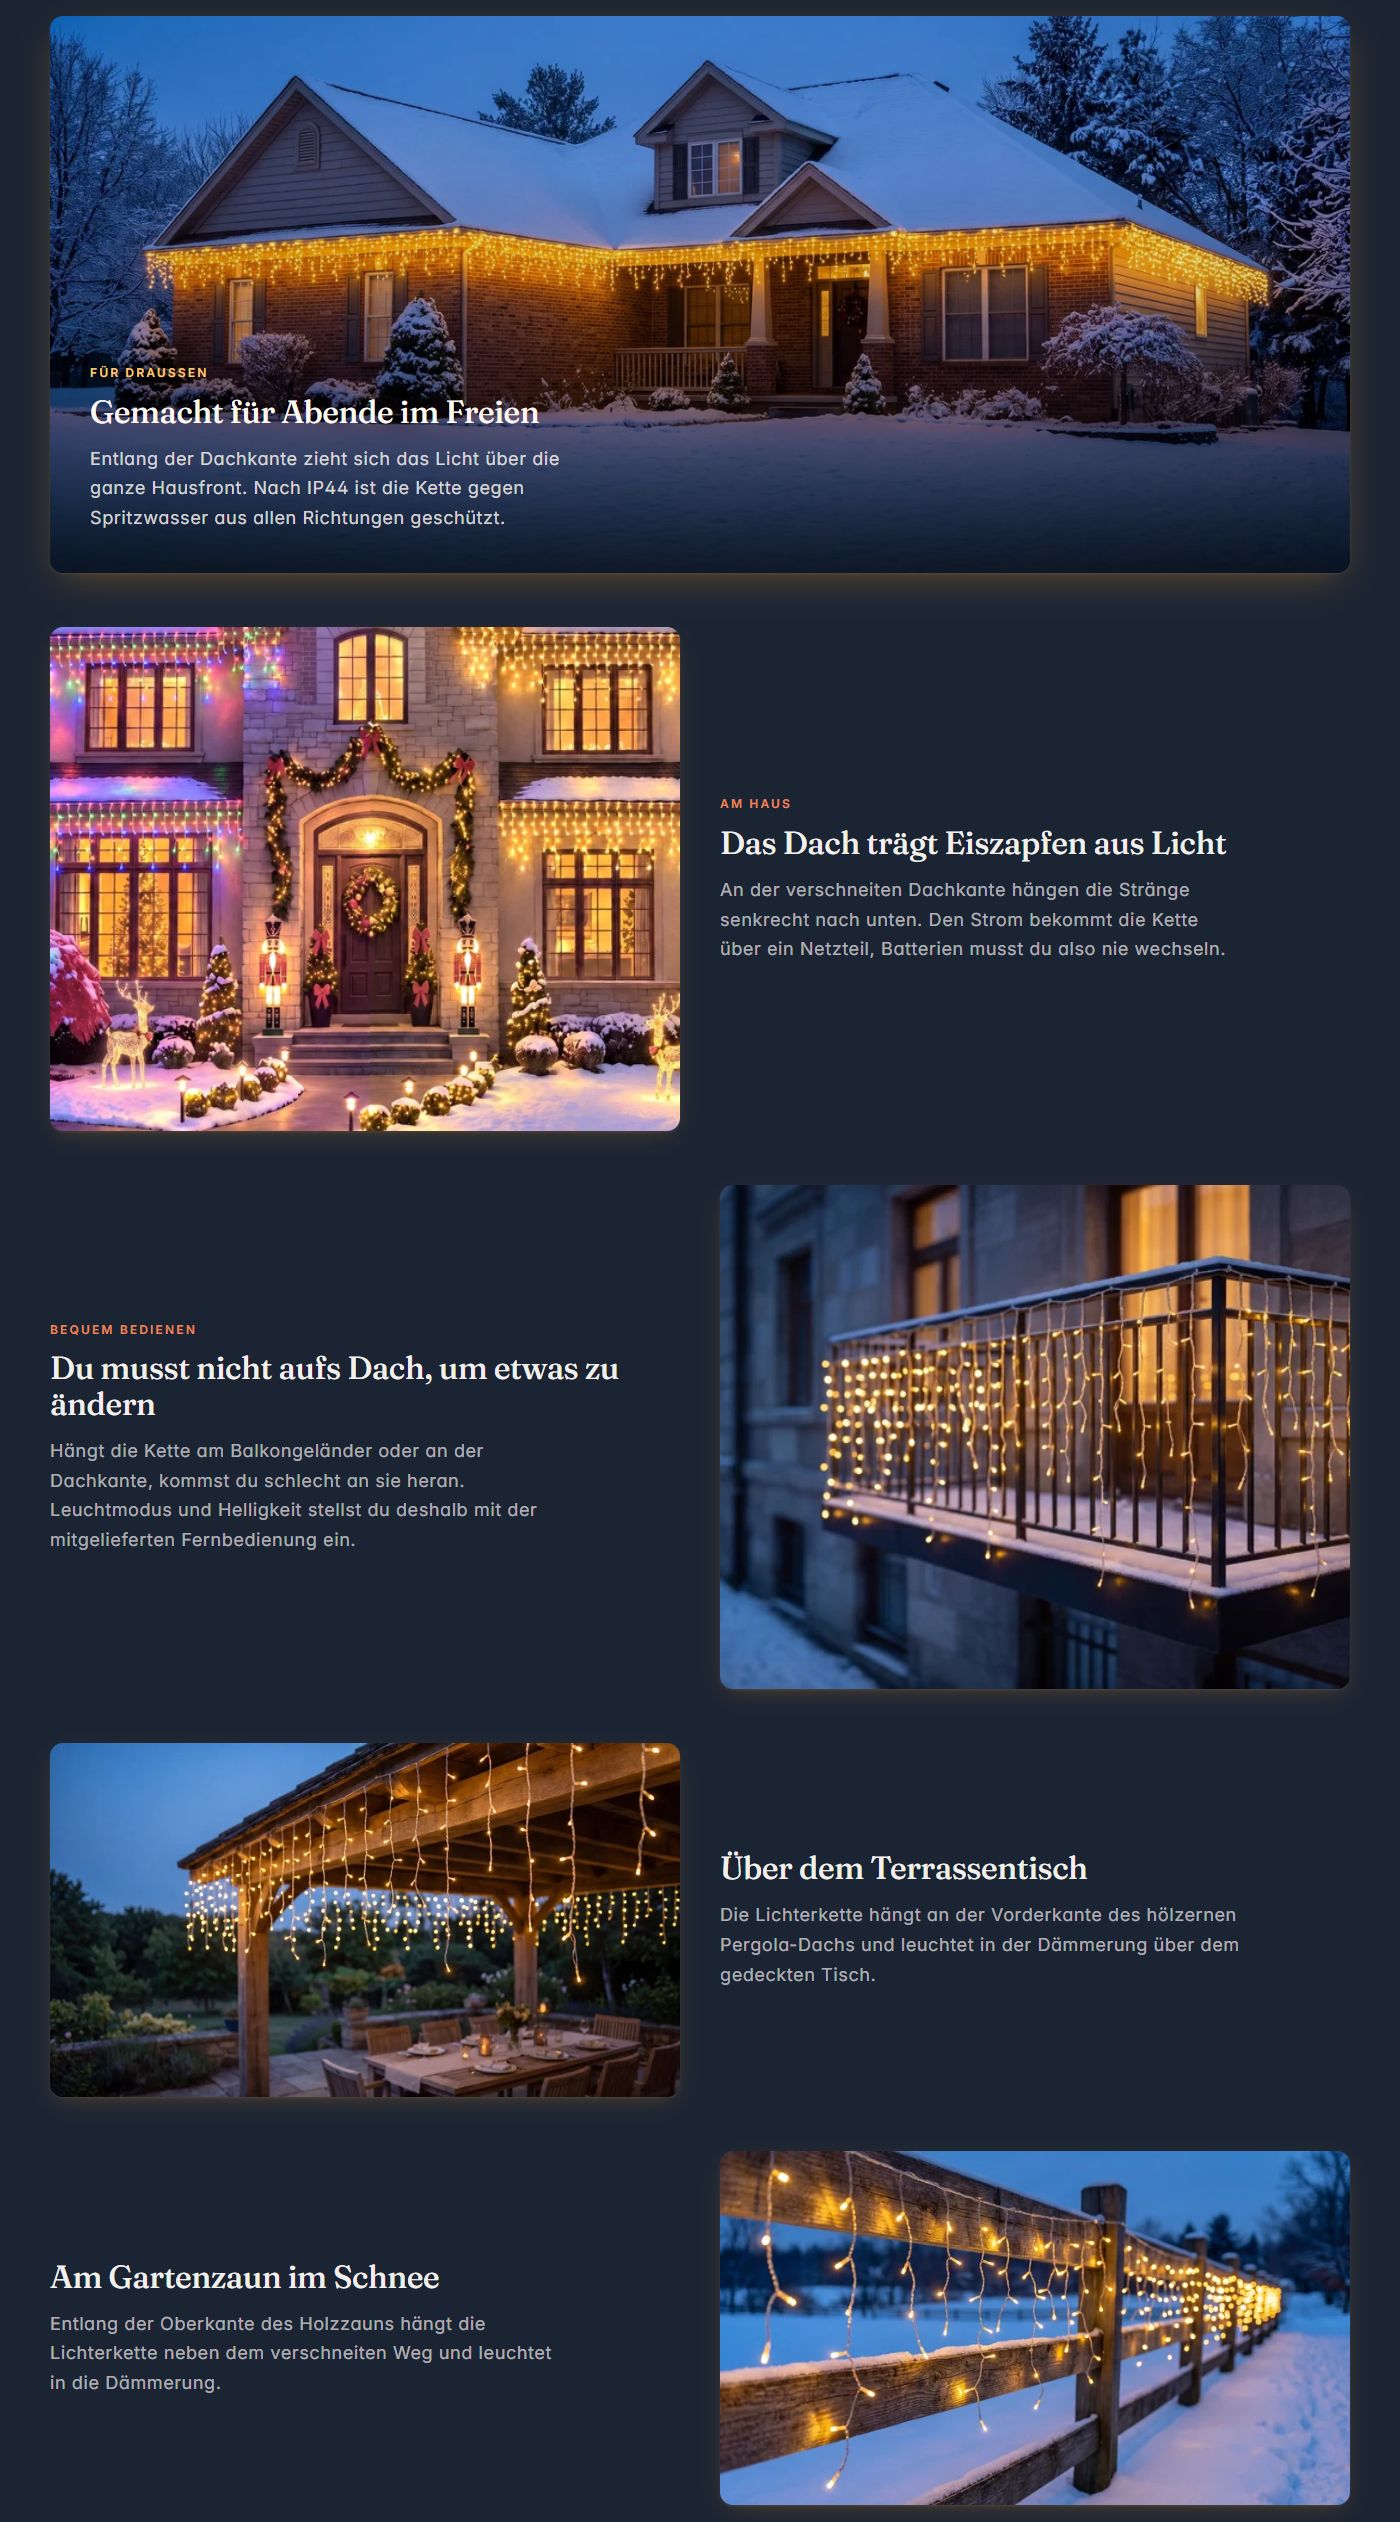 FÜR DRAUSSEN
Gemacht für Abende im Freien
Entlang der Dachkante zieht sich das Licht über die
ganze Hausfront. Nach IP44 ist die Kette gegen
Spritzwasser aus allen Richtungen geschützt.
AM HAUS
Das Dach trägt Eiszapfen aus Licht
An der verschneiten Dachkante hängen die Stränge
senkrecht nach unten. Den Strom bekommt die Kette
über ein Netzteil, Batterien musst du also nie wechseln.
BEQUEM BEDIENEN
Du musst nicht aufs Dach, um etwas zu
ändern
Hängt die Kette am Balkongeländer oder an der
Dachkante, kommst du schlecht an sie heran.
Leuchtmodus und Helligkeit stellst du deshalb mit der
mitgelieferten Fernbedienung ein.
Über dem Terrassentisch
Die Lichterkette hängt an der Vorderkante des hölzernen
Pergola-Dachs und leuchtet in der Dämmerung über dem
gedeckten Tisch.
Am Gartenzaun im Schnee
Entlang der Oberkante des Holzzauns hängt die
Lichterkette neben dem verschneiten Weg und leuchtet
in die Dämmerung.